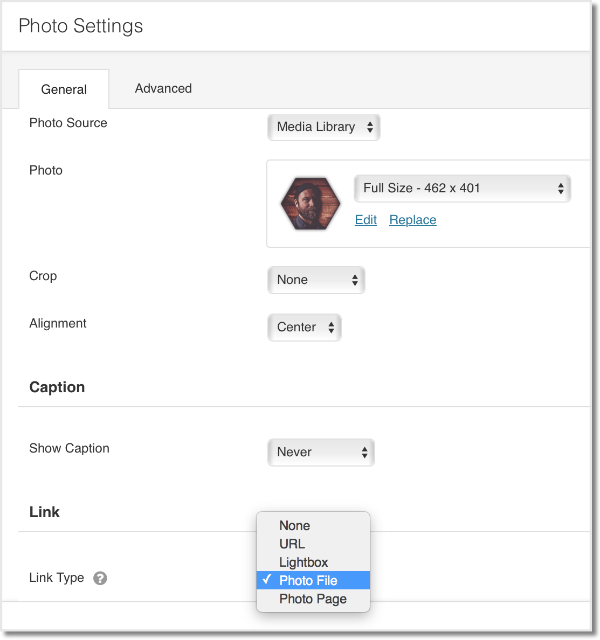 Photo Settings
General Advanced
Photo Source Media Library
Photo
Full Size - 462 x 401
Edit Replace
Crop None
Alignment Center
Caption
Show Caption Never
Link
None
URL
Lightbox
Link Type ? ✓ Photo File
Photo Page